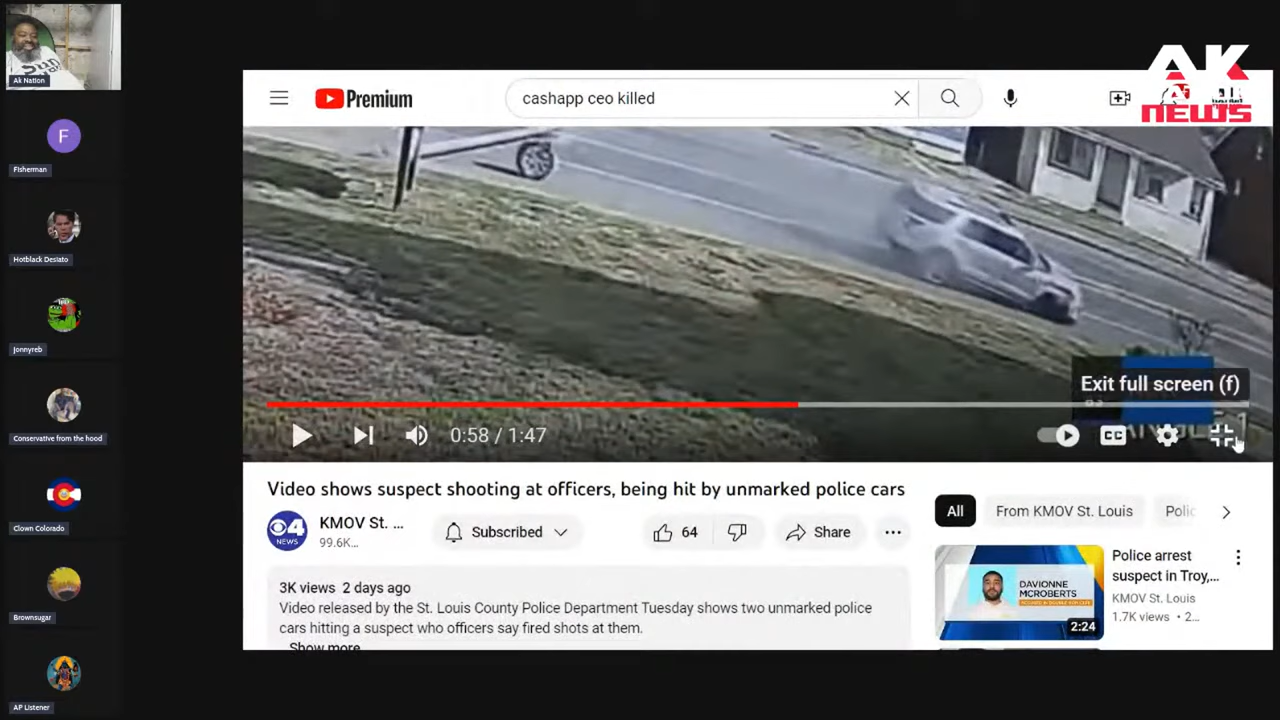 Ak Nation
F
Fisherman
Hotblack Desiato
Jonnyreb
Conservative from the hood
Clown Colorado
Brownsugar
AP Listener
Premium
cashapp ceo killed
AK
NEWS
Exit full screen (f)
0:58 / 1:47
CC
Video shows suspect shooting at officers, being hit by unmarked police cars
4
NEWS
KMOV St. ...
99.6K...
Subscribed
64
Share
3K views 2 days ago
Video released by the St. Louis County Police Department Tuesday shows two unmarked police
cars hitting a suspect who officers say fired shots at them.
Show more
All
From KMOV St. Louis
Polic
DAVIONNE
MCROBERTS
2:24
Police arrest
suspect in Troy,...
KMOV St. Louis
1.7K views • 2...